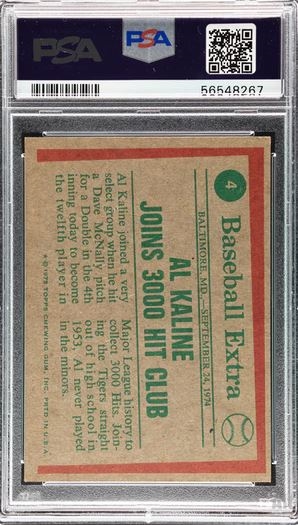 PSA
PSA
56548267
4
Baseball Extra
BALTIMORE, MD.—SEPTEMBER 24, 1974
AL KALINE
JOINS 3000 HIT CLUB
Al Kaline joined a very
select group when he hit
a Dave McNally pitch
for a Double in the 4th
inning today to become
the twelfth player in
Major League history to
collect 3000 Hits. Join-
ing the Tigers straight
out of high school in
1953, Al never played
in the minors.
* © 1975 TOPPS CHEWING GUM, INC. PRTD. IN U.S.A.